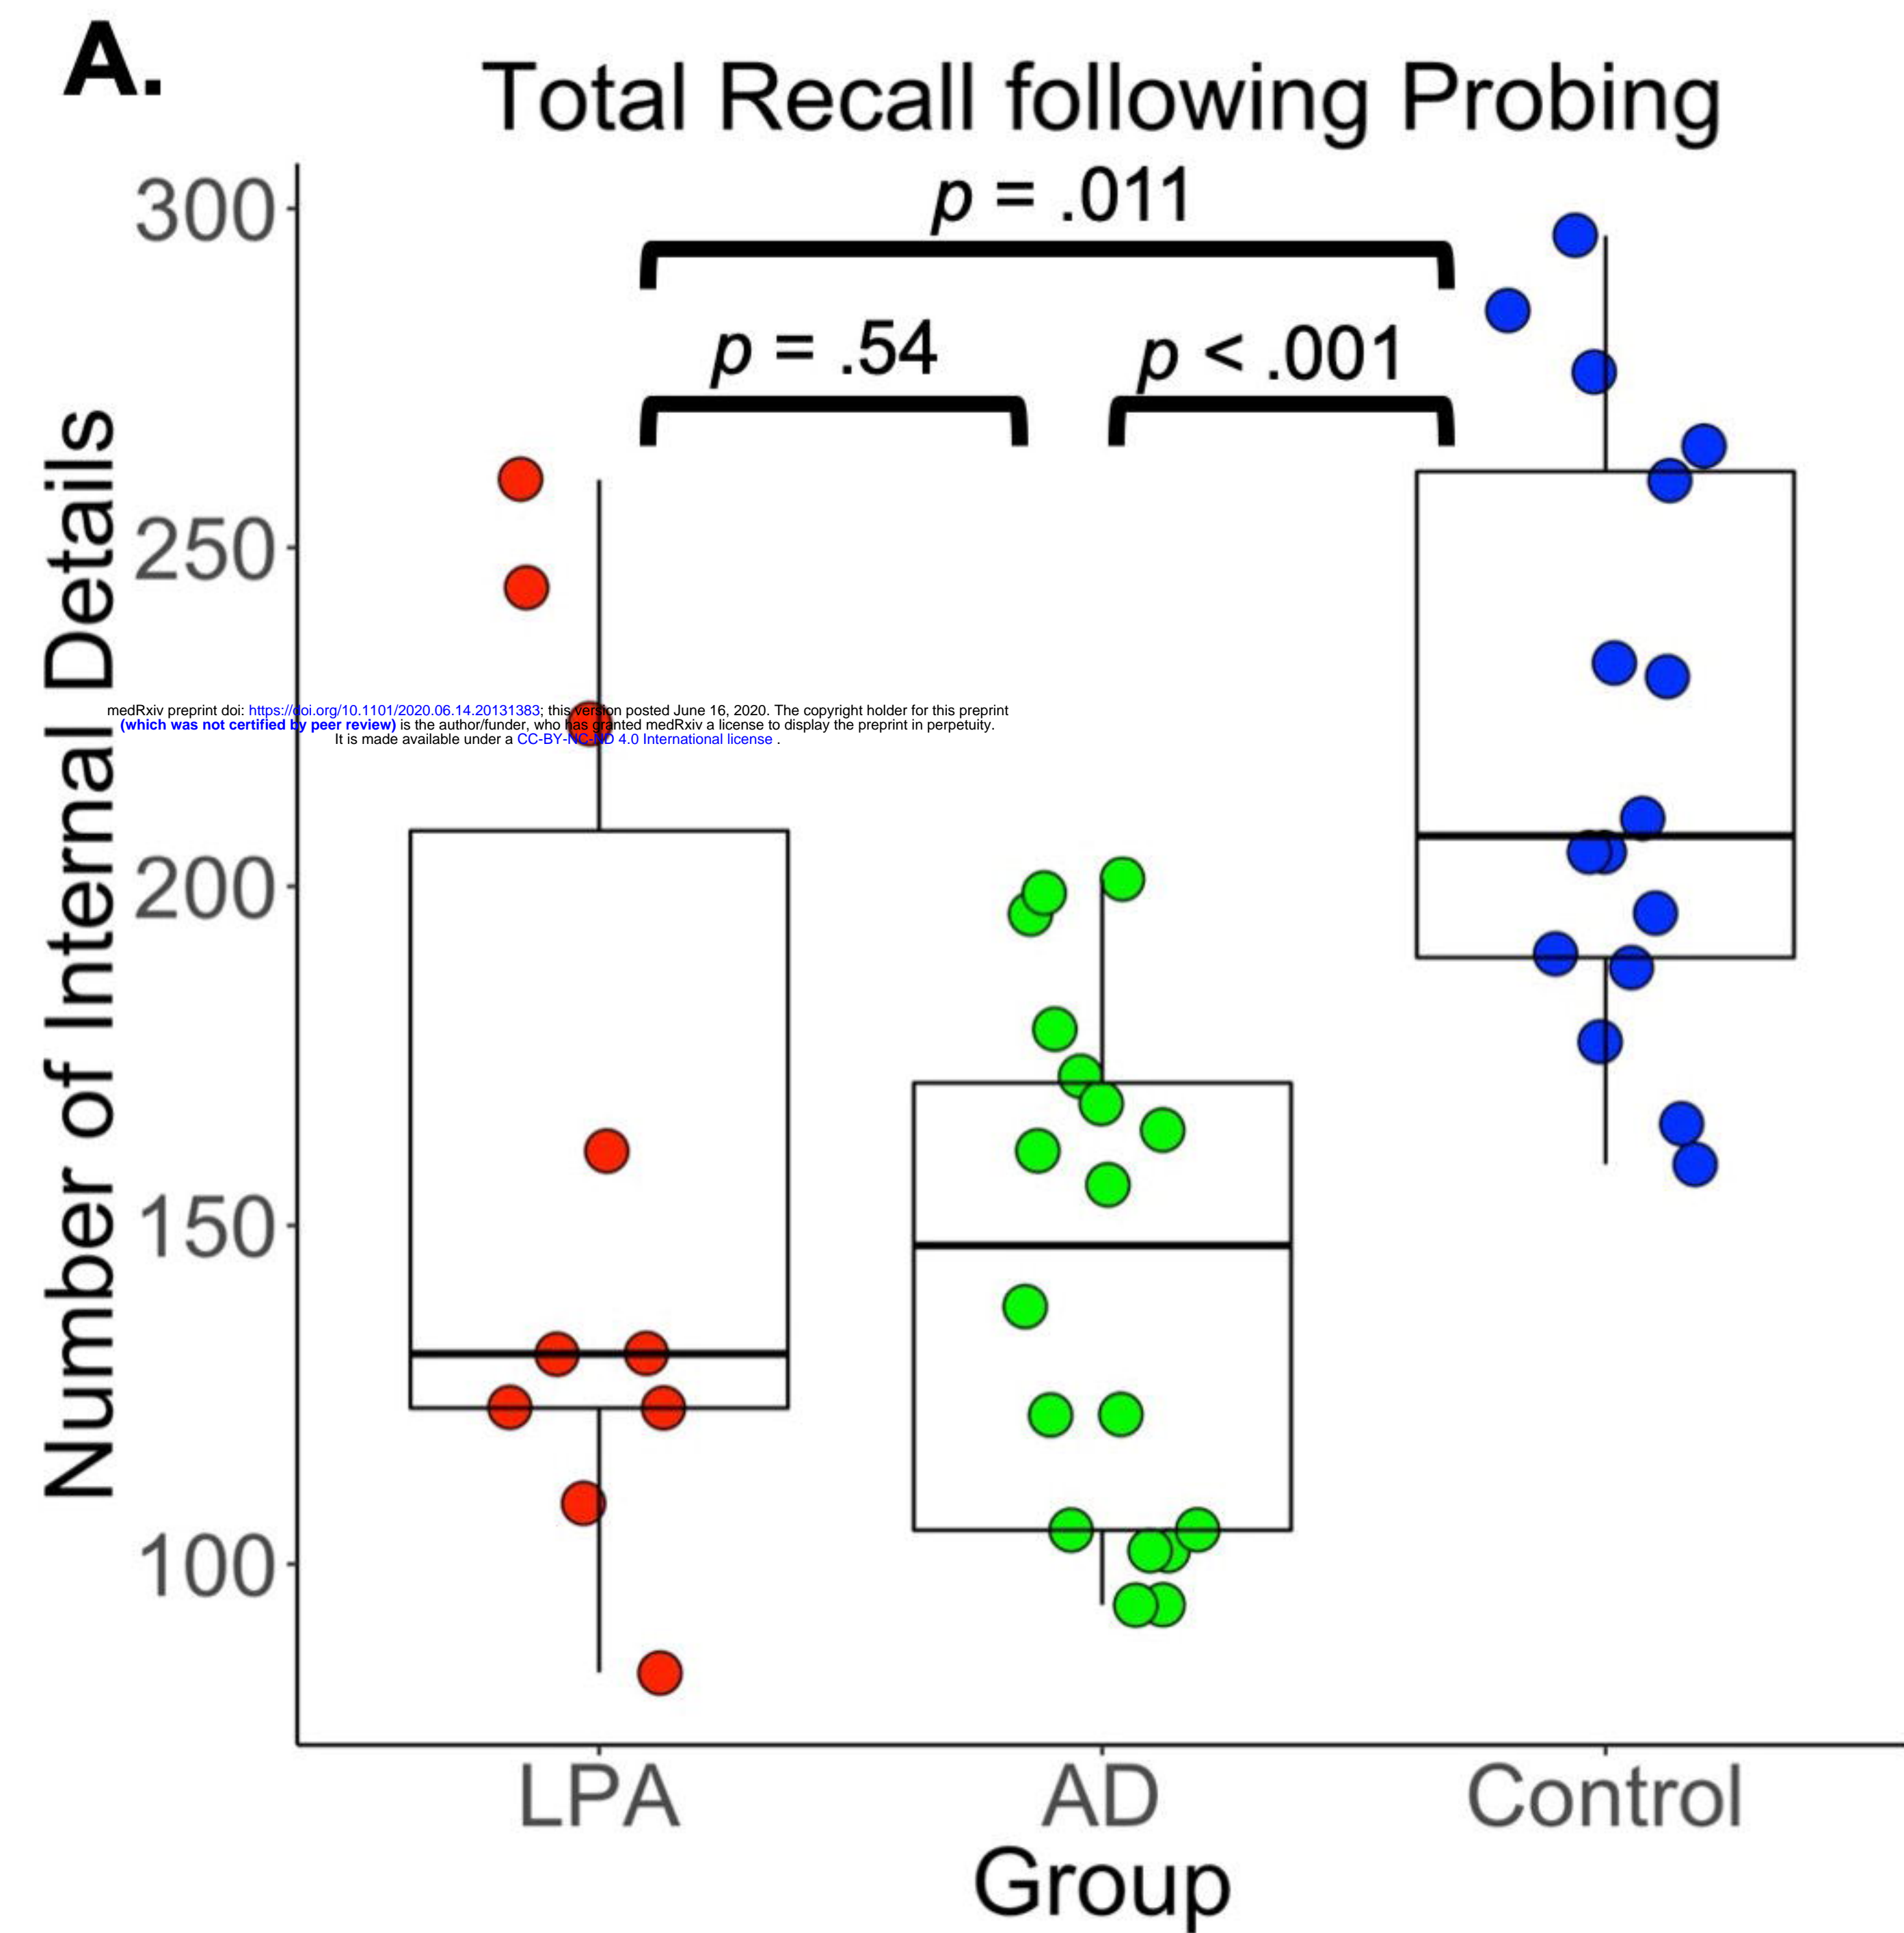 A.
Total Recall following Probing
p = .011
p = .54
p < .001
Number of Internal Details
300
250
200
150
100
medRxiv preprint doi: https://doi.org/10.1101/2020.06.14.20131383; this version posted June 16, 2020. The copyright holder for this preprint
(which was not certified by peer review) is the author/funder, who has granted medRxiv a license to display the preprint in perpetuity.
It is made available under a CC-BY-NC-ND 4.0 International license .
LPA
AD
Control
Group